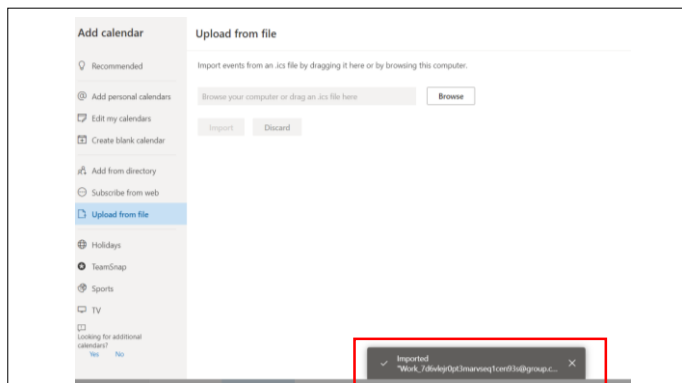 Add calendar
Recommended
Add personal calendars
Edit my calendars
Create blank calendar
Add from directory
Subscribe from web
Upload from file
Holidays
TeamSnap
Sports
TV
Looking for additional
calendars?
Yes No
Upload from file
Import events from an .ics file by dragging it here or by browsing this computer.
Browse your computer or drag an .ics file here
Browse
Import Discard
Imported
"Work_7d6vlejr0pt3marvseq1cen93s@group.c...